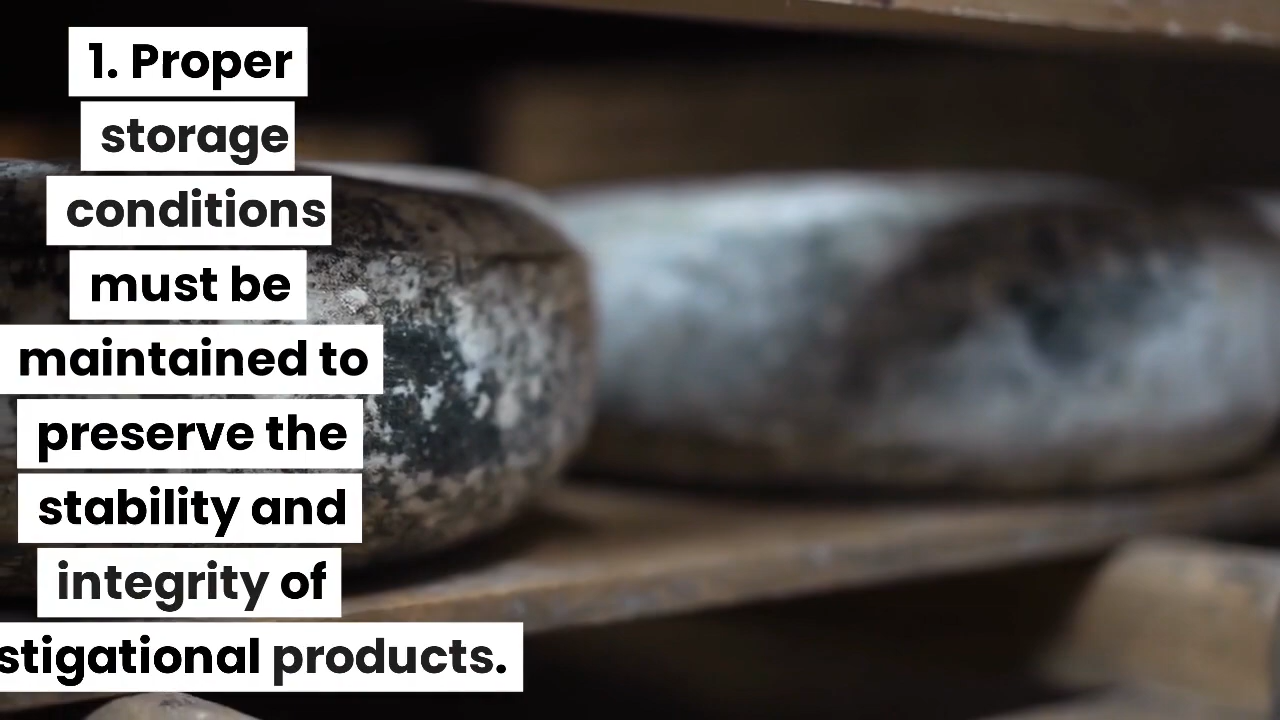 1. Proper
storage
conditions
must be
maintained to
preserve the
stability and
integrity of
stigational products.